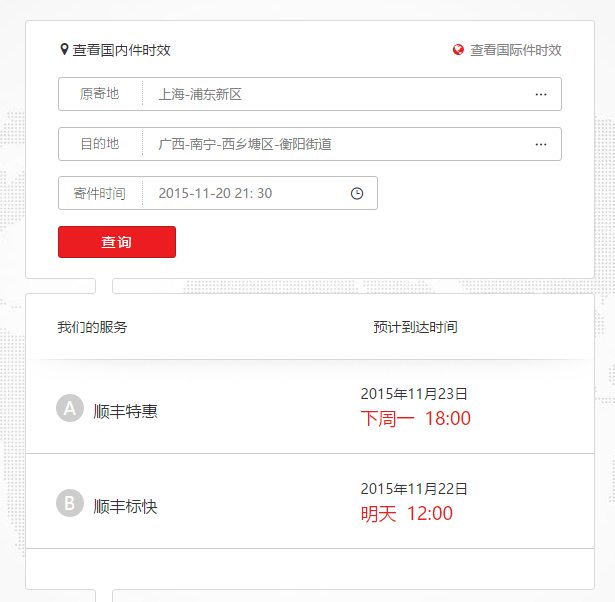 查看国内件时效 查看国际件时效
原寄地 上海-浦东新区 ...
目的地 广西-南宁-西乡塘区-衡阳街道 ...
寄件时间 2015-11-20 21: 30
查询
我们的服务 预计到达时间
2015年11月23日
A 顺丰特惠
下周一 18:00
2015年11月22日
B 顺丰标快
明天 12:00